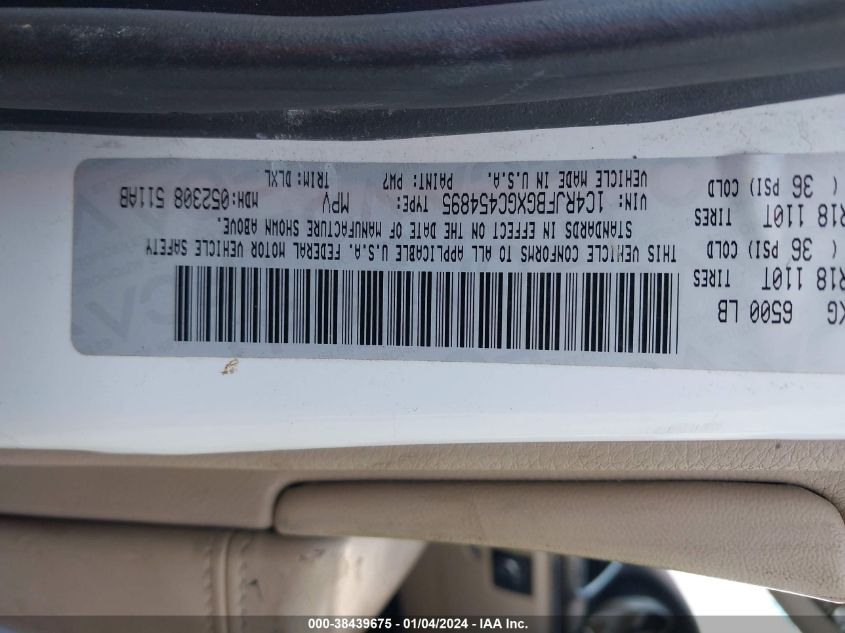 KG 6500 LB
R18 110T TIRES
( 36 PSI) COLD
R18 110T TIRES
( 36 PSI) COLD
THIS VEHICLE CONFORMS TO ALL APPLICABLE U.S.A. FEDERAL MOTOR VEHICLE SAFETY
STANDARDS IN EFFECT ON THE DATE OF MANUFACTURE SHOWN ABOVE.
VIN: 1C4RJFBGXGC454895 TYPE: MPV MDH: 052308 511AB
VEHICLE MADE IN U.S.A. PAINT: PW7 TRIM: DLXL
000-38439675 - 01/04/2024 - IAA Inc.